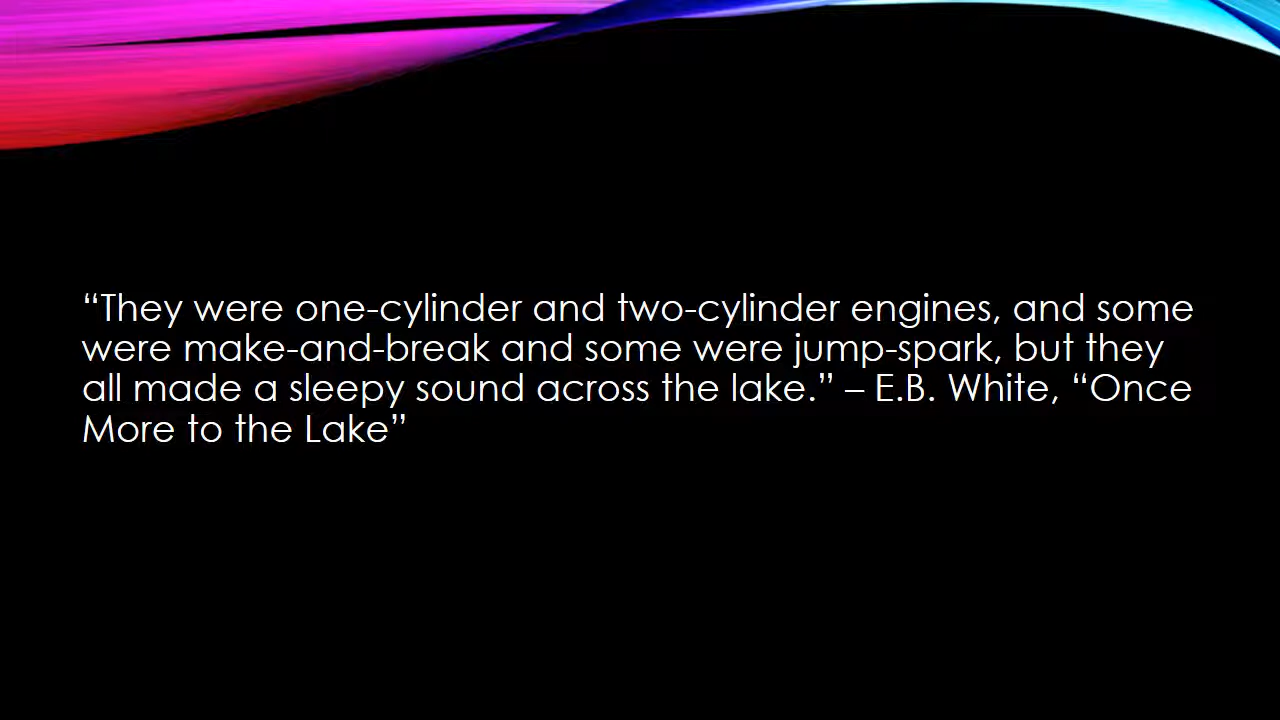 “They were one-cylinder and two-cylinder engines, and some
were make-and-break and some were jump-spark, but they
all made a sleepy sound across the lake.” – E.B. White, “Once
More to the Lake”